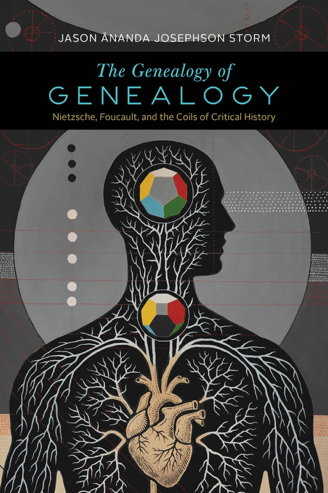 JASON ĀNANDA JOSEPHSON STORM
The Genealogy of
GENEALOGY
Nietzsche, Foucault, and the Coils of Critical History